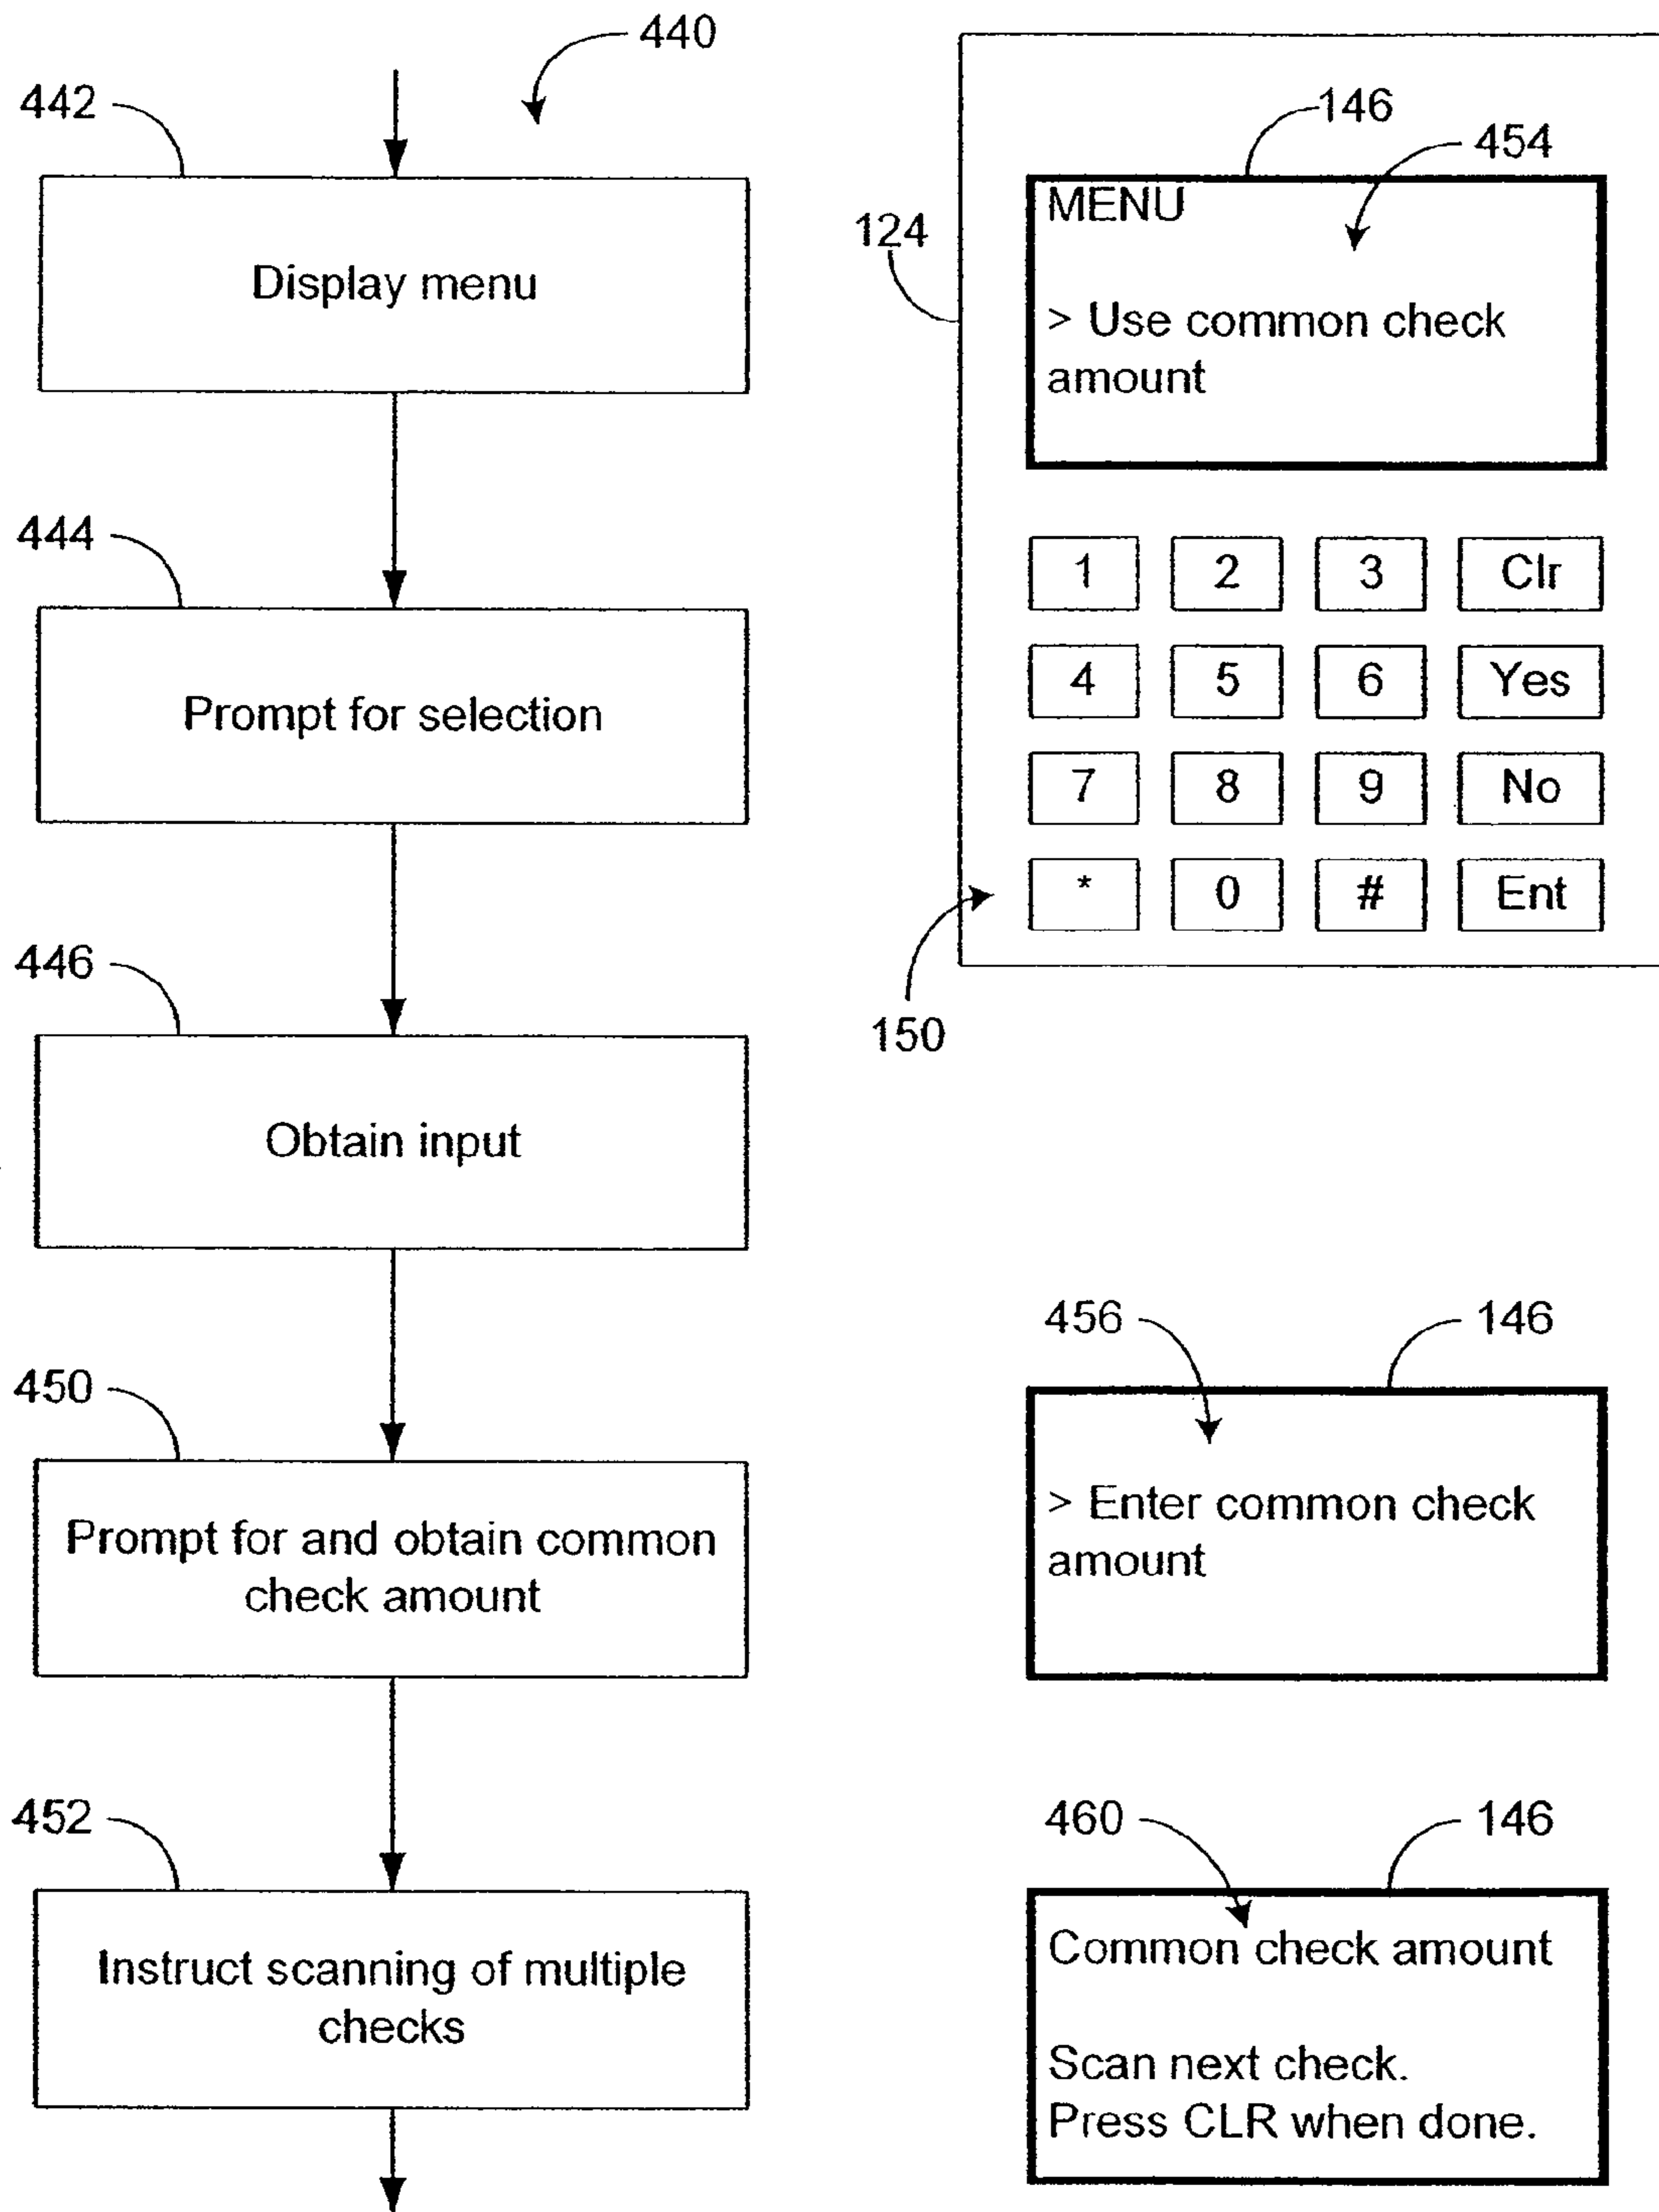 440
442
Display menu
444
Prompt for selection
446
Obtain input
450
Prompt for and obtain common
check amount
452
Instruct scanning of multiple
checks
146
454
124
MENU
> Use common check
amount
1 2 3 Clr
4 5 6 Yes
7 8 9 No
* 0 # Ent
150
456 146
> Enter common check
amount
460 146
Common check amount
Scan next check.
Press CLR when done.